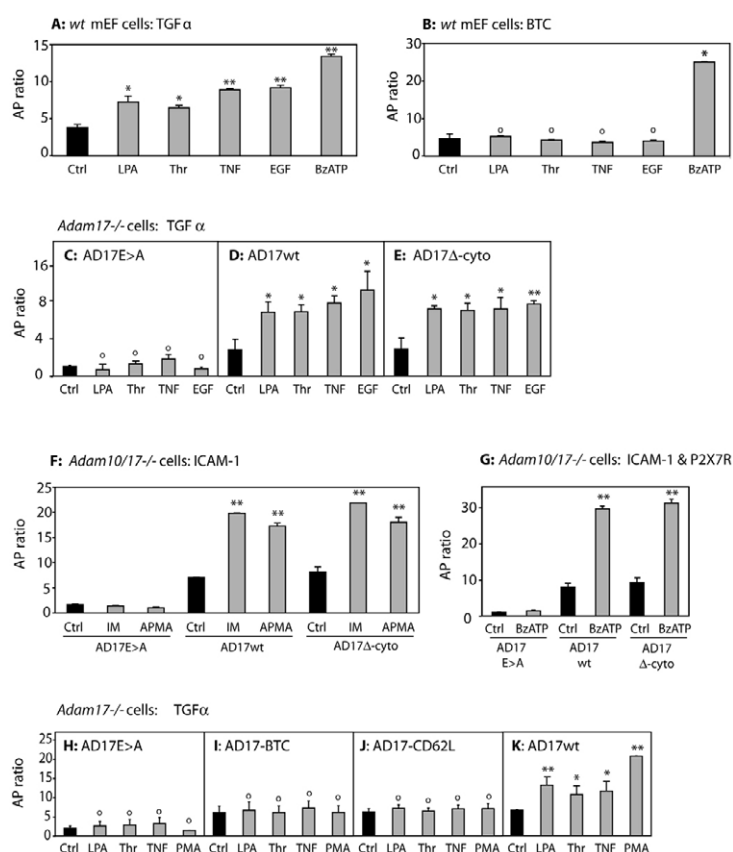 A: wt mEF cells: TGFα
B: wt mEF cells: BTC
AP ratio
15
10
5
0
* * ** ** **
Ctrl LPA Thr TNF EGF BzATP
AP ratio
30
20
10
0
o o o o *
Ctrl LPA Thr TNF EGF BzATP
Adam17-/- cells: TGFα
C: AD17E>A
D: AD17wt
E: AD17Δ-cyto
AP ratio
16
8
4
0
o o o o
* * * *
* * * **
Ctrl LPA Thr TNF EGF
Ctrl LPA Thr TNF EGF
Ctrl LPA Thr TNF EGF
F: Adam10/17-/- cells: ICAM-1
AP ratio
25
20
15
10
5
0
** ** ** **
Ctrl IM APMA Ctrl IM APMA Ctrl IM APMA
AD17E>A AD17wt AD17Δ-cyto
G: Adam10/17-/- cells: ICAM-1 & P2X7R
AP ratio
30
20
10
0
** **
Ctrl BzATP Ctrl BzATP Ctrl BzATP
AD17 AD17 AD17
E>A wt Δ-cyto
Adam17-/- cells: TGFα
H: AD17E>A
I: AD17-BTC
J: AD17-CD62L
K: AD17wt
AP ratio
25
20
15
10
5
0
o o o o
o o o o
o o o o
** * * **
Ctrl LPA Thr TNF PMA
Ctrl LPA Thr TNF PMA
Ctrl LPA Thr TNF PMA
Ctrl LPA Thr TNF PMA